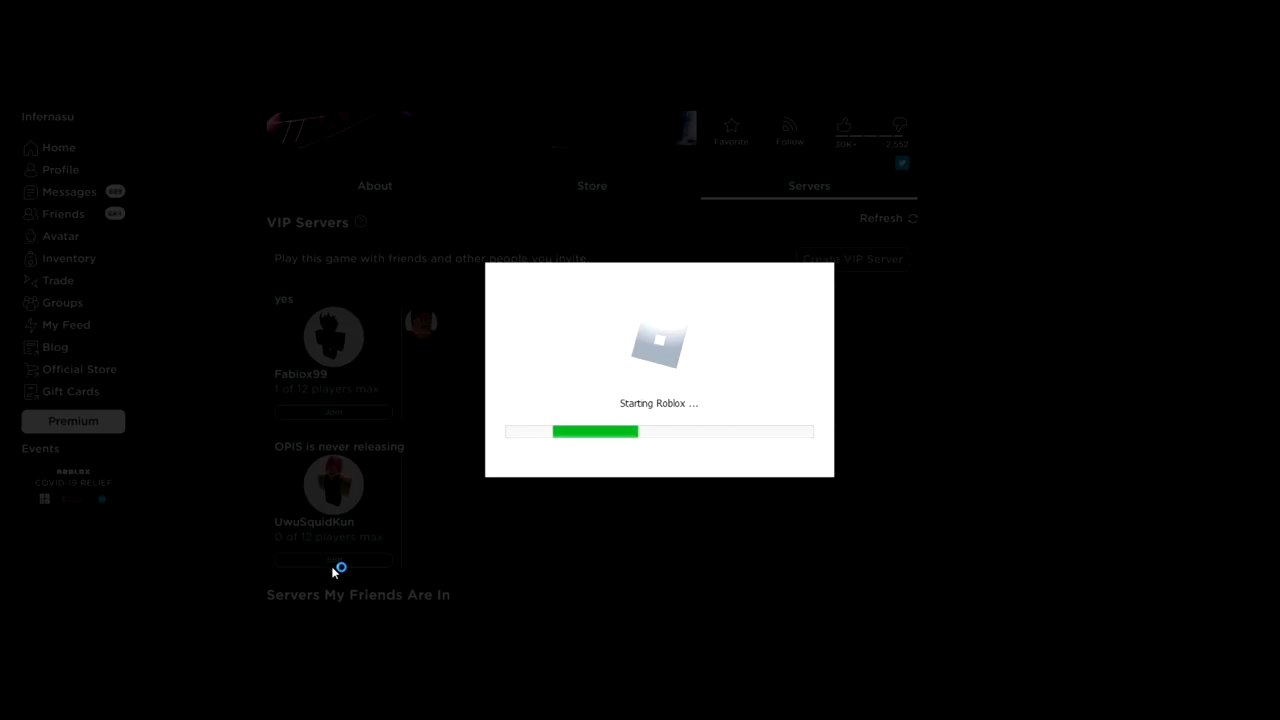 Infernasu
Home
Profile
Messages
Friends
Avatar
Inventory
Trade
Groups
My Feed
Blog
Official Store
Gift Cards
Premium
Events
ROBLOX
COVID-19 RELIEF
Favorite
Follow
10K+
2,552
About
Store
Servers
VIP Servers
Refresh
Play this game with friends and other people you invite.
Create VIP Server
yes
Fabiox99
1 of 12 players max
Join
OPIS is never releasing
UwuSquidKun
0 of 12 players max
Servers My Friends Are In
Starting Roblox ...